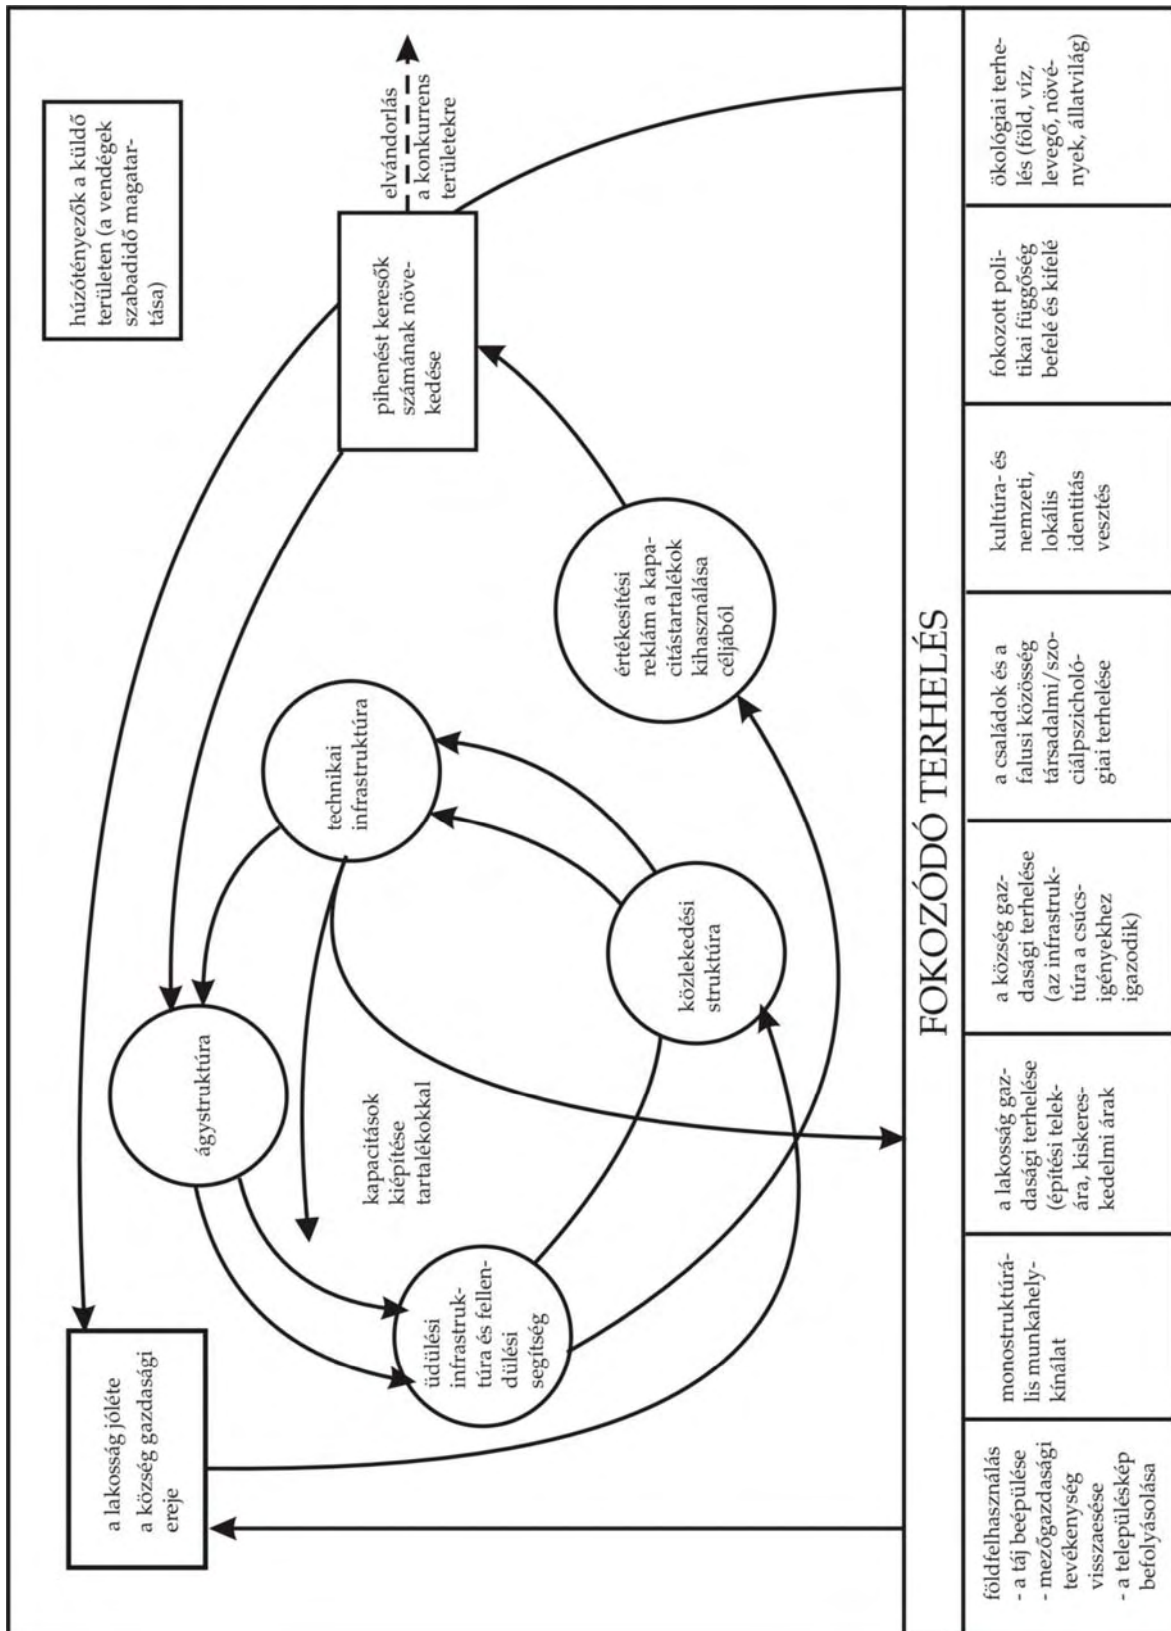 húzótényezők a küldő
területen (a vendégek
szabadidő magatar-
tása)
elvándorlás
a konkurrens
területekre
pihenést keresők
számának növe-
kedése
értékesítési
reklám a kapa-
citástartalékok
kihasználása
céljából
technikai
infrastruktúra
ágystruktúra
közlekedési
struktúra
kapacitások
kiépítése
tartalékokkal
üdülési
infrastruk-
túra és fellen-
dülési
segítség
a lakosság jóléte
a község gazdasági
ereje
FOKOZÓDÓ TERHELÉS
földfelhasználás
- a táj beépülése
- mezőgazdasági
tevékenység
visszaesése
- a településkép
befolyásolása
monostruktúrá-
lis munkahely-
kínálat
a lakosság gaz-
dasági terhelése
(építési telek-
ára, kiskeres-
kedelmi árak
a község gaz-
dasági terhelése
(az infrastruk-
túra a csúcs-
igényekhez
igazodik)
a családok és a
falusi közösség
társadalmi/szo-
ciálpszicholó-
giai terhelése
kultúra- és
nemzeti,
lokális
identitás
vesztés
fokozott poli-
tikai függőség
befelé és kifelé
ökológiai terhe-
lés (föld, víz,
levegő, növé-
nyek, állatvilág)